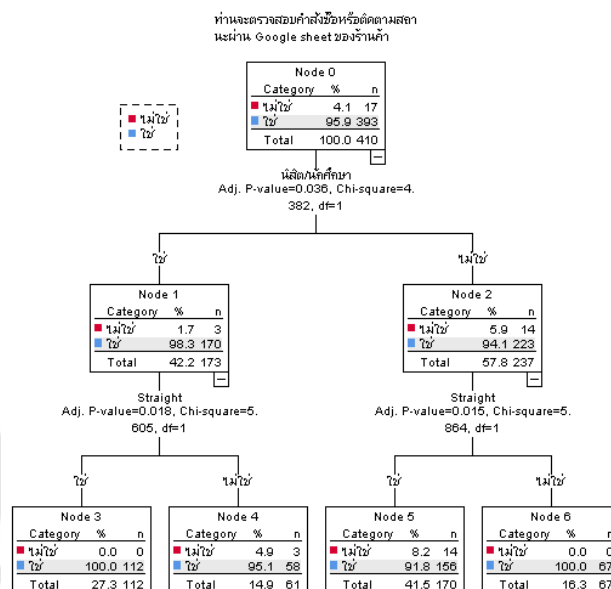 ท่านจะตรวจสอบคำสั่งซื้อหรือติดตามสถา
นะผ่าน Google sheet ของร้านค้า
Node 0
Category % n
ไม่ใช่ 4.1 17
ใช่ 95.9 393
Total 100.0 410
ไม่ใช่
ใช่
นิสิต/นักศึกษา
Adj. P-value=0.036, Chi-square=4.
382, df=1
ใช่
ไม่ใช่
Node 1
Category % n
ไม่ใช่ 1.7 3
ใช่ 98.3 170
Total 42.2 173
Node 2
Category % n
ไม่ใช่ 5.9 14
ใช่ 94.1 223
Total 57.8 237
Straight
Adj. P-value=0.018, Chi-square=5.
605, df=1
Straight
Adj. P-value=0.015, Chi-square=5.
864, df=1
ใช่
ไม่ใช่
ใช่
ไม่ใช่
Node 3
Category % n
ไม่ใช่ 0.0 0
ใช่ 100.0 112
Total 27.3 112
Node 4
Category % n
ไม่ใช่ 4.9 3
ใช่ 95.1 58
Total 14.9 61
Node 5
Category % n
ไม่ใช่ 8.2 14
ใช่ 91.8 156
Total 41.5 170
Node 6
Category % n
ไม่ใช่ 0.0 0
ใช่ 100.0 67
Total 16.3 67